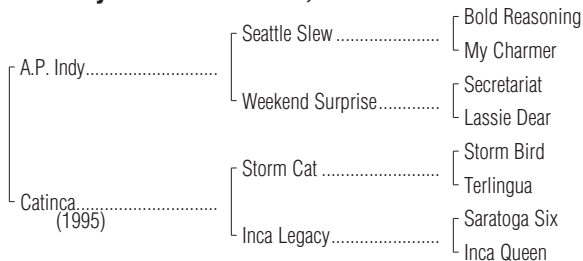 Bold Reasoning
Seattle Slew
My Charmer
A.P. Indy
Secretariat
Weekend Surprise
Lassie Dear
Storm Bird
Storm Cat
Terlingua
Catinca
(1995)
Saratoga Six
Inca Legacy
Inca Queen